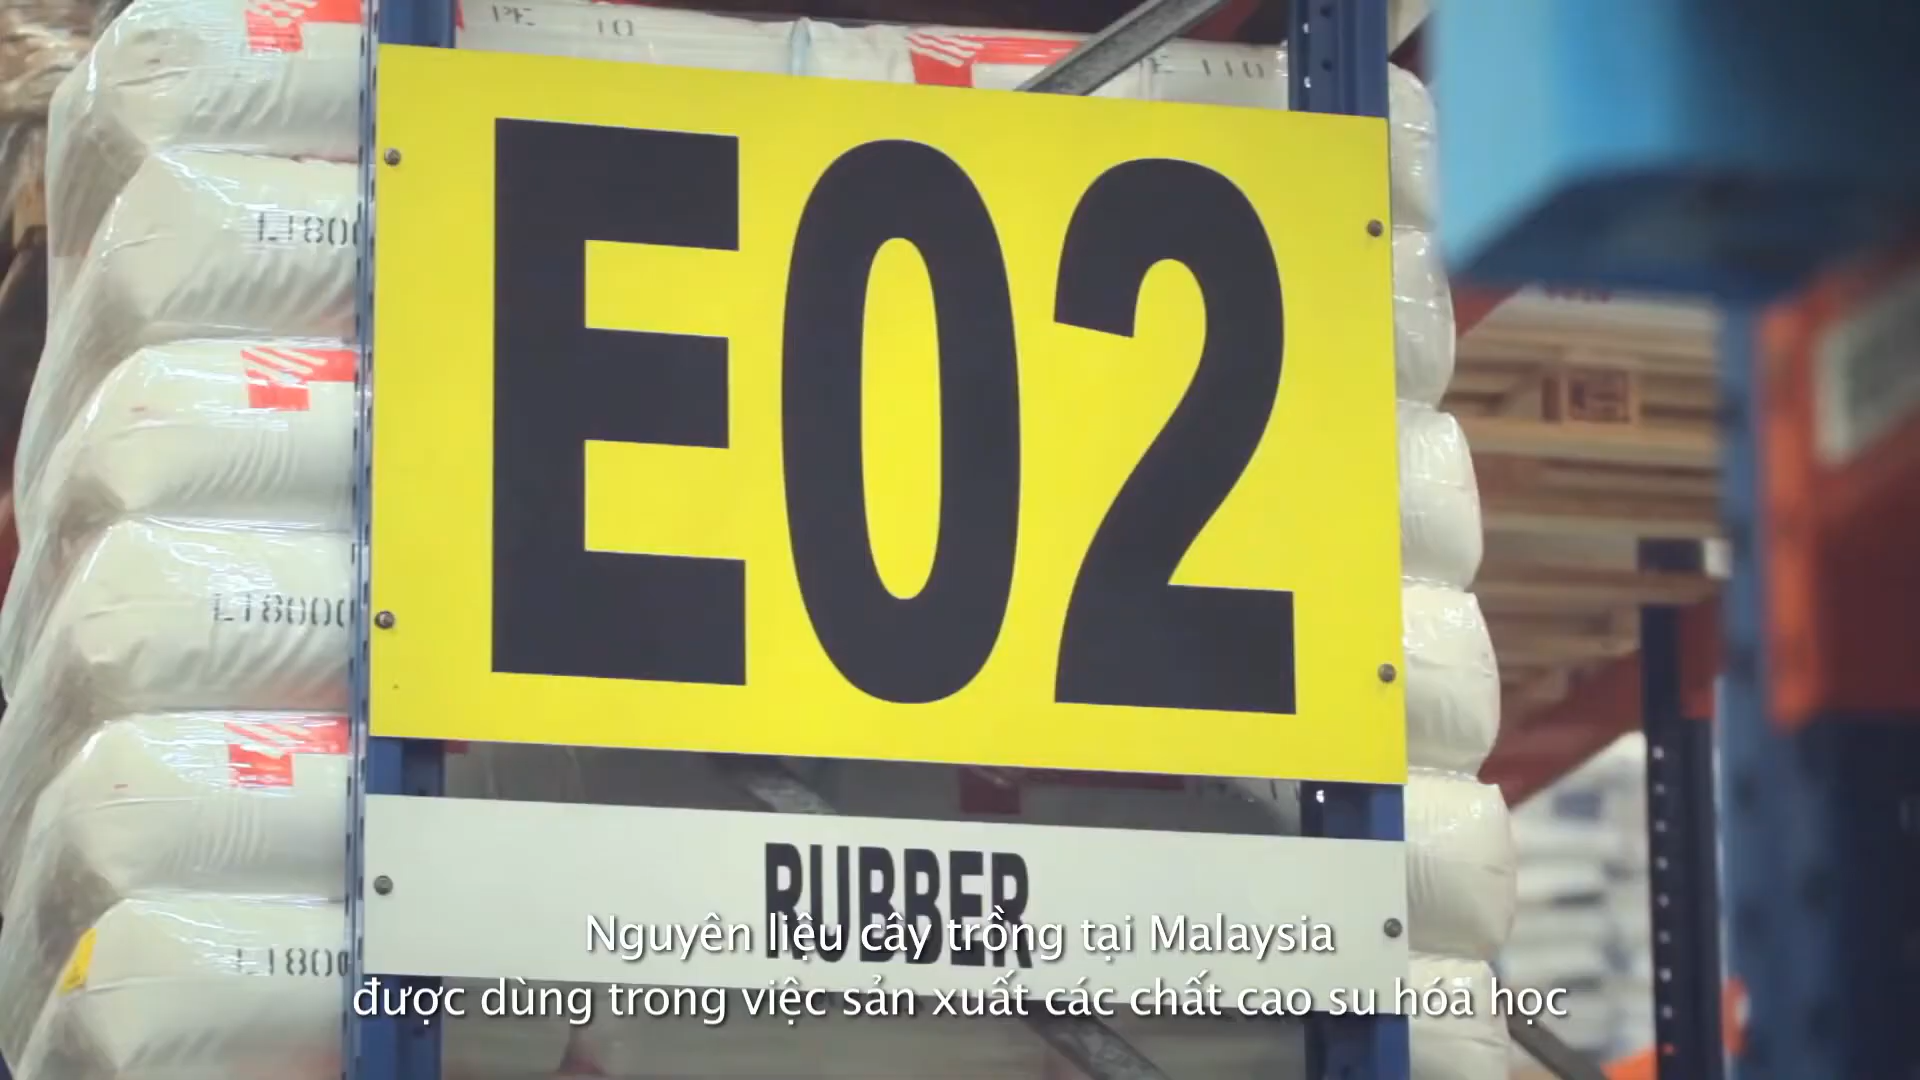 E02
RUBBER
Nguyên liệu cây trồng tại Malaysia
được dùng trong việc sản xuất các chất cao su hóa học